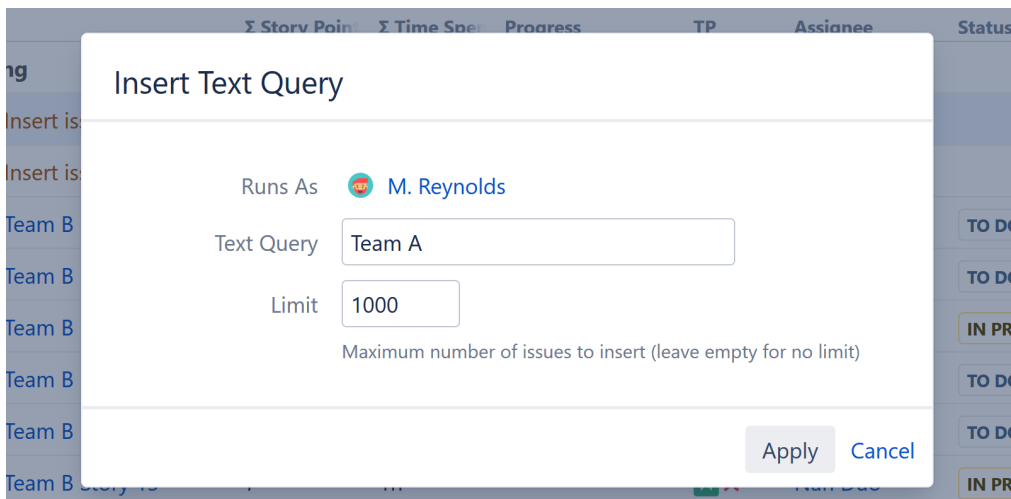 Σ Story Point Σ Time Spen Progress TP Assignee Status
ng
Insert Text Query
Insert is
Insert is
Runs As M. Reynolds
Team B TO DO
Text Query Team A
Team B TO DO
Limit 1000
Team B IN PR
Maximum number of issues to insert (leave empty for no limit)
Team B TO DO
Team B TO DO
Apply Cancel
Team B IN PR